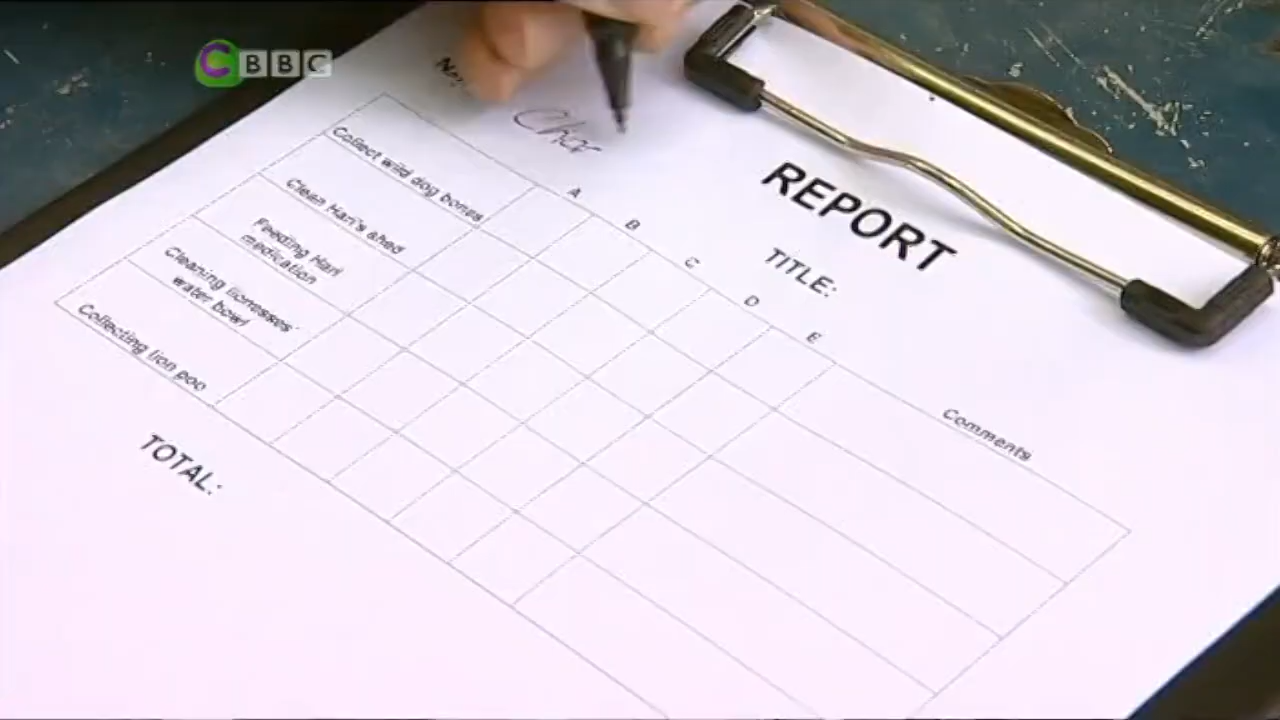 CBBC
REPORT
TITLE:
Char
A B C D E Comments
Collect wild dog bones
Clean Hari's shed
Feeding Hari
medication
Cleaning lionesses'
water bowl
Collecting lion poo
TOTAL: